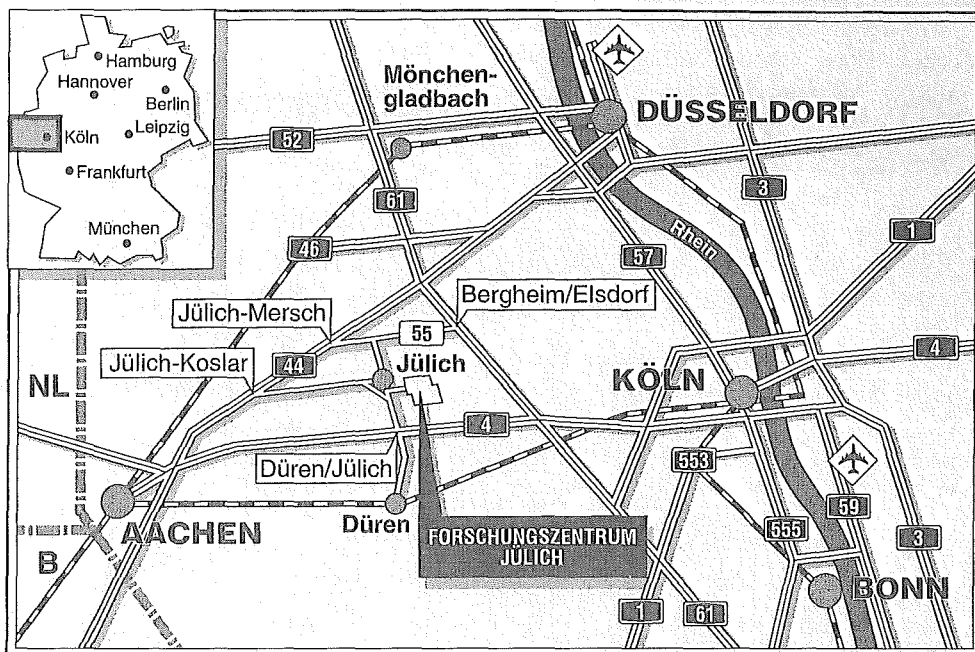 Hamburg
Hannover
Berlin
Köln
Leipzig
Frankfurt
München
Mönchen-
gladbach
DÜSSELDORF
52
61
3
1
Rhein
46
57
Bergheim/Elsdorf
Jülich-Mersch
55
4
44
Jülich
Jülich-Koslar
KÖLN
NL
4
Düren/Jülich
553
Düren
AACHEN
59
FORSCHUNGSZENTRUM
JÜLICH
555
3
B
BONN
1
61